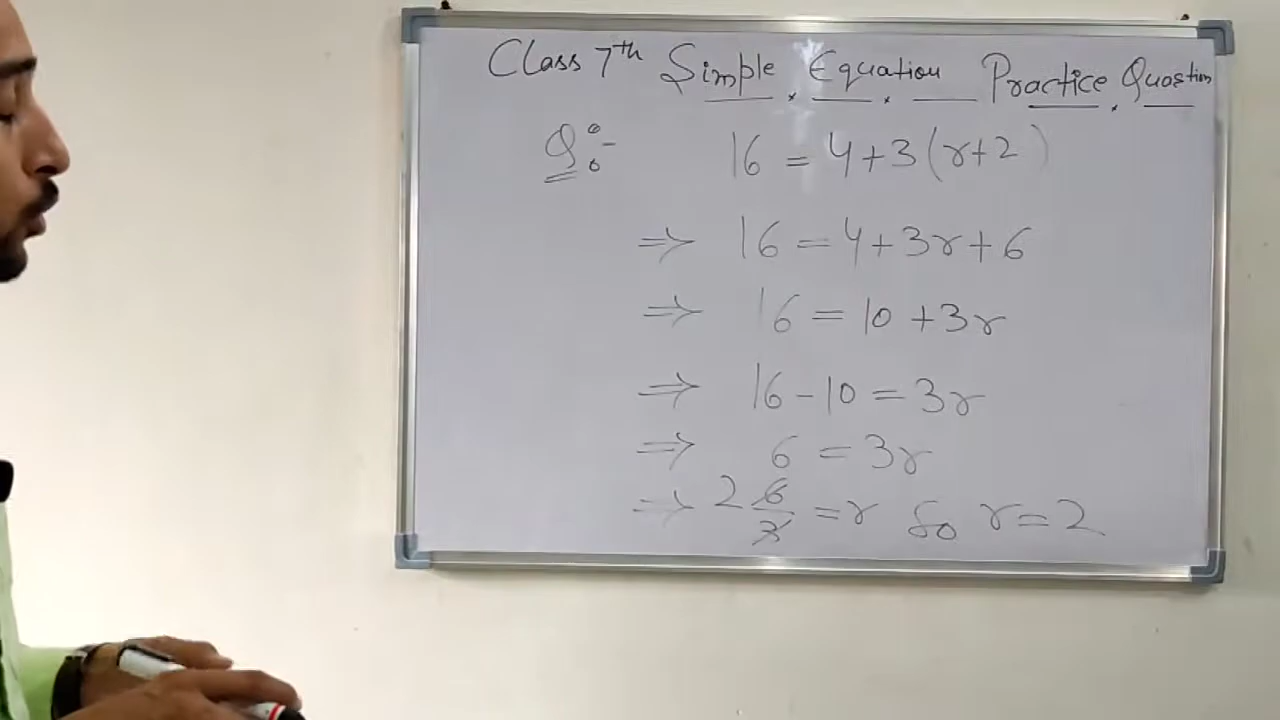 Class 7th Simple Equation Practice Quostion
Q:- 16 = 4+3(r+2)
⇒ 16 = 4+3r+6
⇒ 16 = 10 +3r
⇒ 16-10 = 3r
⇒ 6 = 3r
⇒ 2 6/3 = r So r=2